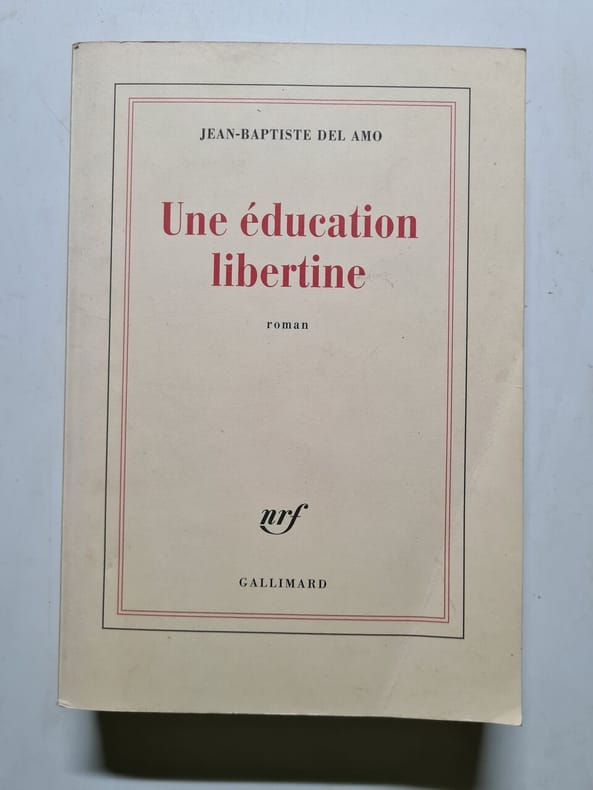 JEAN-BAPTISTE DEL AMO
Une éducation
libertine
roman
nrf
GALLIMARD